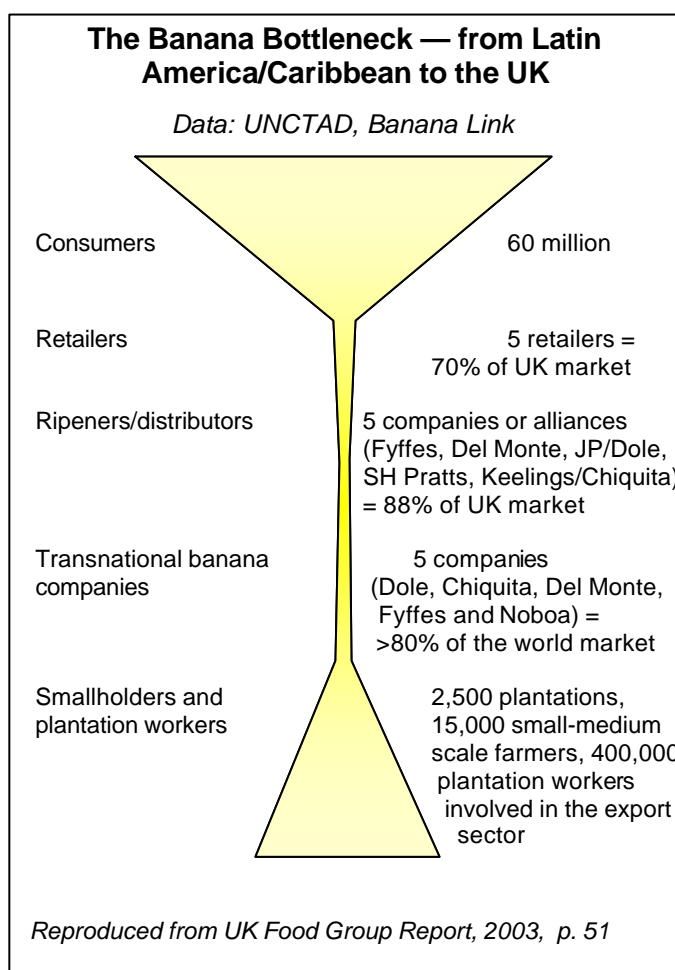 The Banana Bottleneck — from Latin
America/Caribbean to the UK
Data: UNCTAD, Banana Link
Consumers
60 million
Retailers
5 retailers =
70% of UK market
Ripeners/distributors
5 companies or alliances
(Fyffes, Del Monte, JP/Dole,
SH Pratts, Keelings/Chiquita)
= 88% of UK market
Transnational banana
companies
5 companies
(Dole, Chiquita, Del Monte,
Fyffes and Noboa) =
>80% of the world market
Smallholders and
plantation workers
2,500 plantations,
15,000 small-medium
scale farmers, 400,000
plantation workers
involved in the export
sector
Reproduced from UK Food Group Report, 2003, p. 51